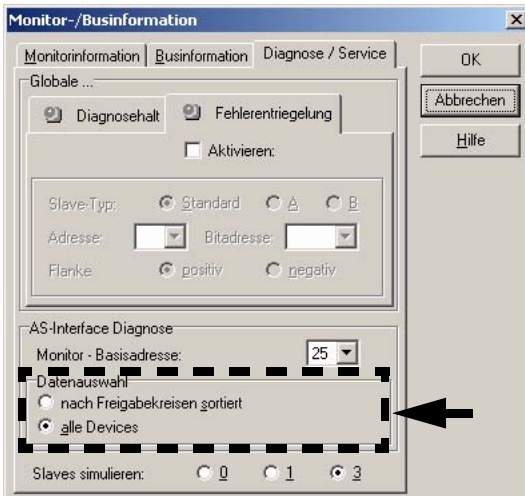 Monitor-/Businformation
Monitorinformation Businformation Diagnose / Service
OK
Abbrechen
Hilfe
Globale ...
Diagnosehalt Fehlerentriegelung
Aktivieren:
Slave-Typ: Standard A B
Adresse: Bitadresse:
Flanke positiv negativ
AS-Interface Diagnose
Monitor - Basisadresse: 25
Datenauswahl
nach Freigabekreisen sortiert
alle Devices
Slaves simulieren: 0 1 3